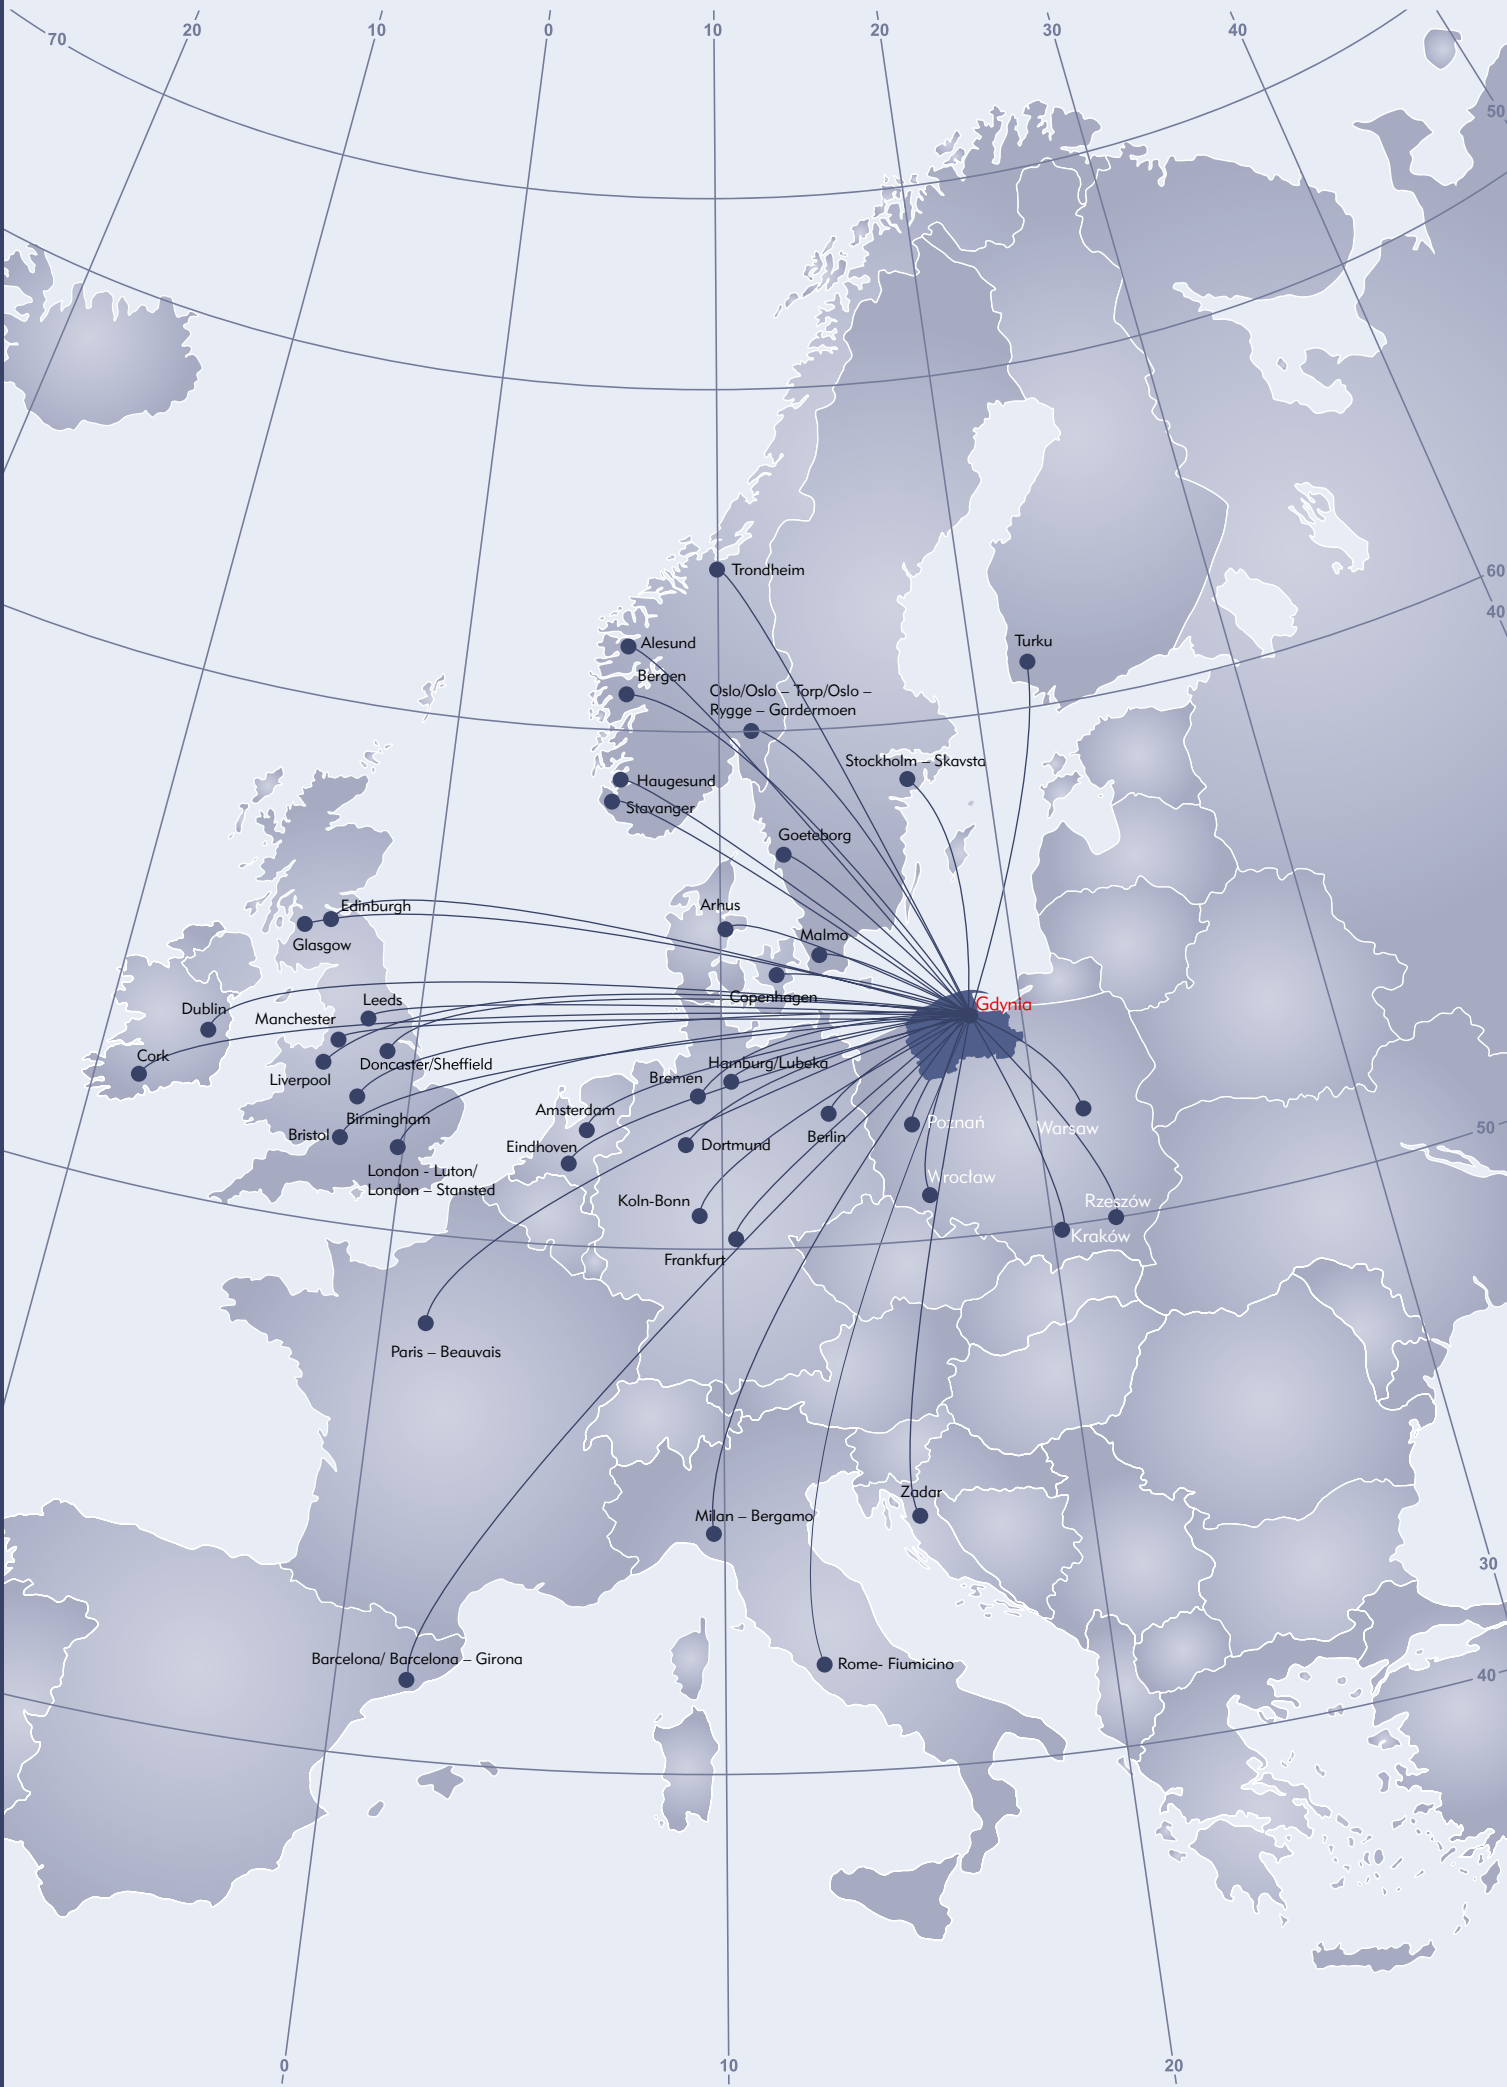 70
20
10
0
10
20
30
40
50
Trondheim
Alesund
Bergen
Turku
Oslo/Oslo – Torp/Oslo –
Rygge – Gardermoen
60
40
Stockholm – Skavsta
Haugesund
Stavanger
Goeteborg
Edinburgh
Glasgow
Arhus
Malmo
Copenhagen
Gdynia
Dublin
Leeds
Manchester
Cork
Doncaster/Sheffield
Liverpool
Hamburg/Lubeka
Bremen
Birmingham
Amsterdam
Bristol
Eindhoven
Dortmund
Berlin
Poznań
Warsaw
50
London - Luton/
London – Stansted
Wrocław
Koln-Bonn
Rzeszów
Kraków
Frankfurt
Paris – Beauvais
Zadar
Milan – Bergamo
30
Barcelona/ Barcelona – Girona
Rome- Fiumicino
40
0
10
20